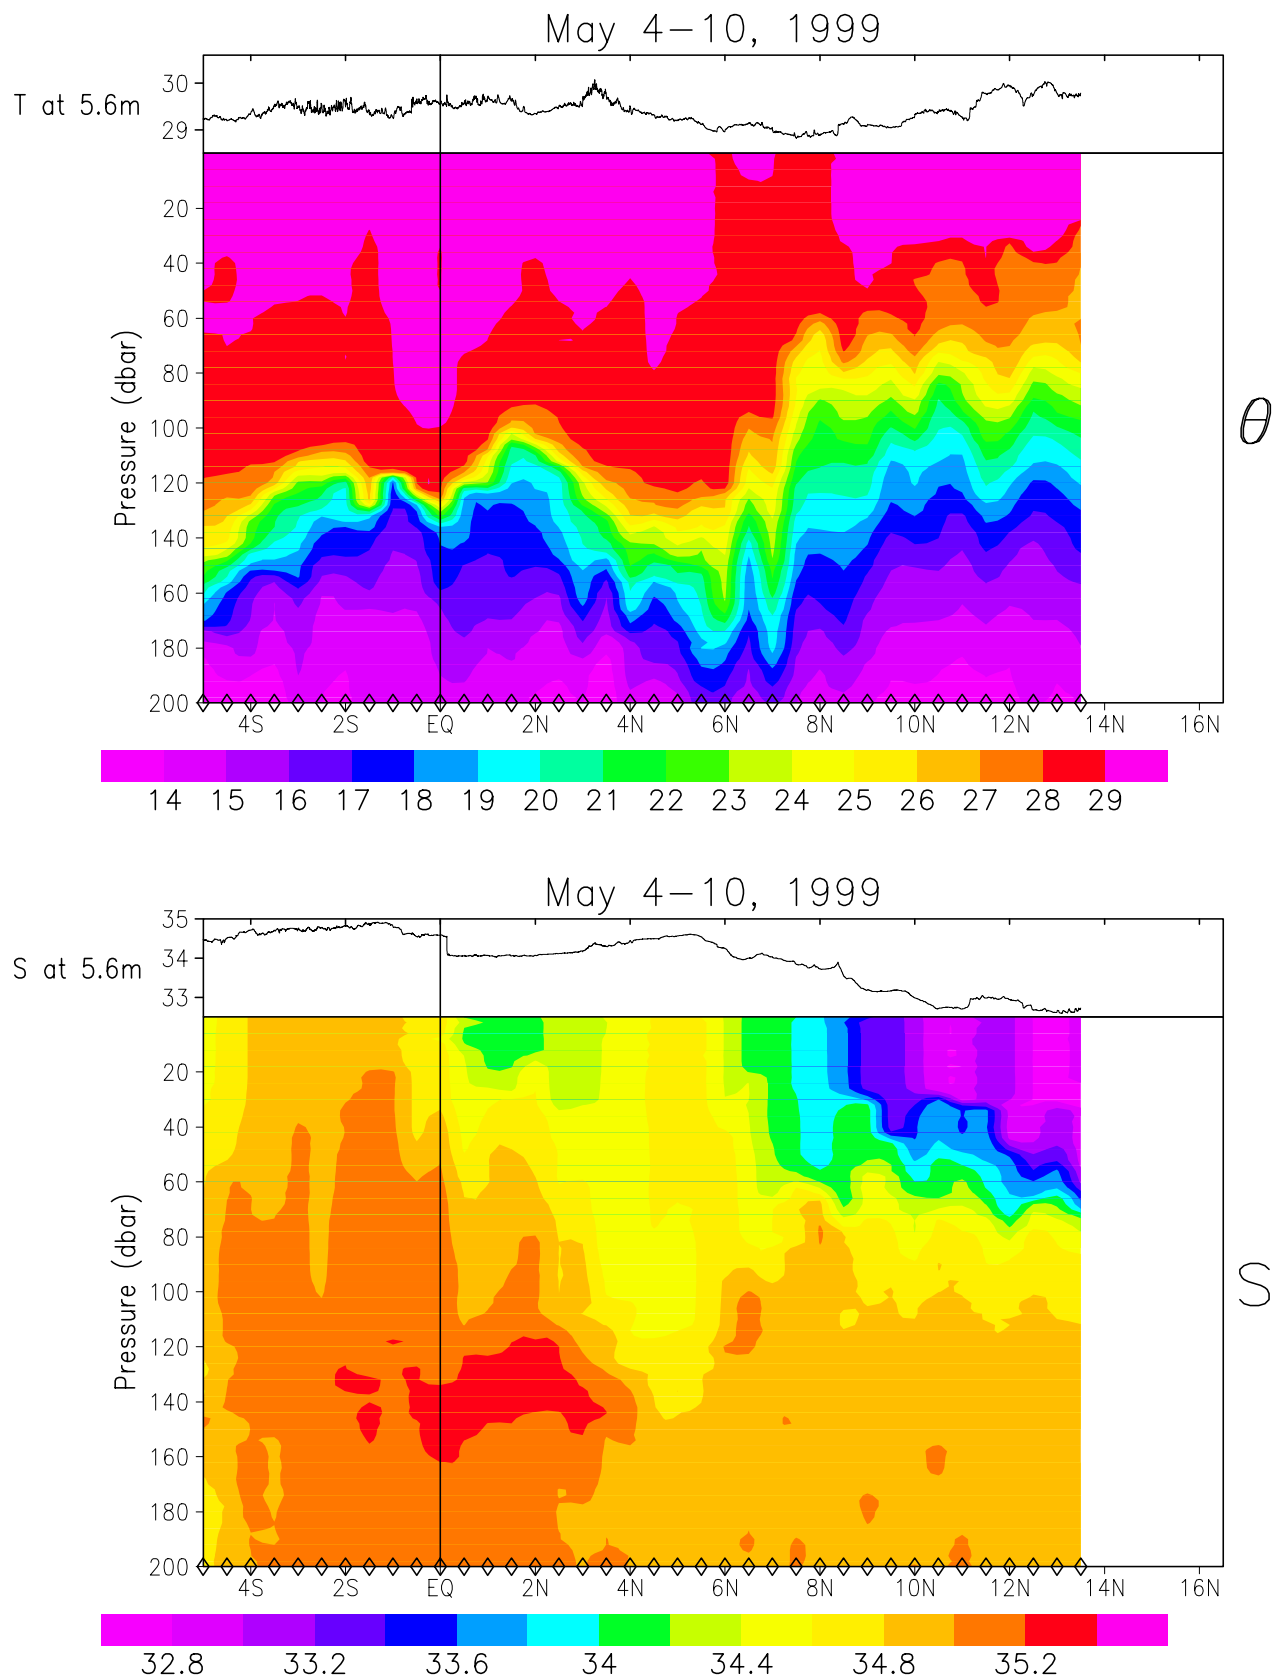 May 4-10, 1999
T at 5.6m
30
29
Pressure (dbar)
20
40
60
80
100
120
140
160
180
200
θ
4S 2S EQ 2N 4N 6N 8N 10N 12N 14N 16N
14 15 16 17 18 19 20 21 22 23 24 25 26 27 28 29
May 4-10, 1999
S at 5.6m
35
34
33
Pressure (dbar)
20
40
60
80
100
120
140
160
180
200
S
4S 2S EQ 2N 4N 6N 8N 10N 12N 14N 16N
32.8 33.2 33.6 34 34.4 34.8 35.2